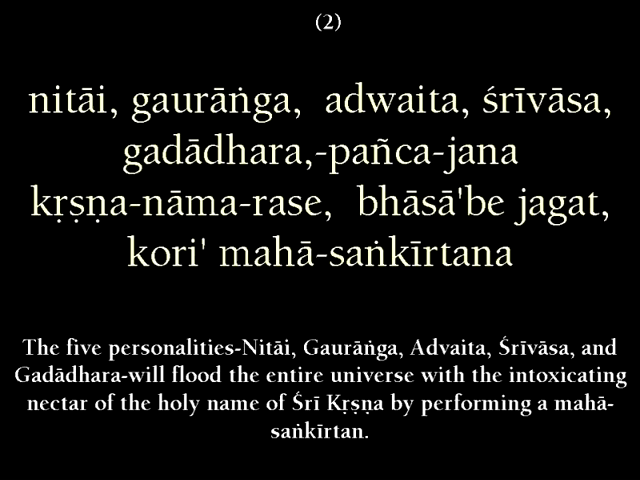 (2)
nitāi, gaurāṅga,  adwaita, śrīvāsa,
gadādhara,-pañca-jana
kṛṣṇa-nāma-rase,  bhāsā'be jagat,
kori' mahā-saṅkīrtana
The five personalities-Nitāi, Gaurāṅga, Advaita, Śrīvāsa, and
Gadādhara-will flood the entire universe with the intoxicating
nectar of the holy name of Śrī Kṛṣṇa by performing a mahā-
saṅkīrtan.